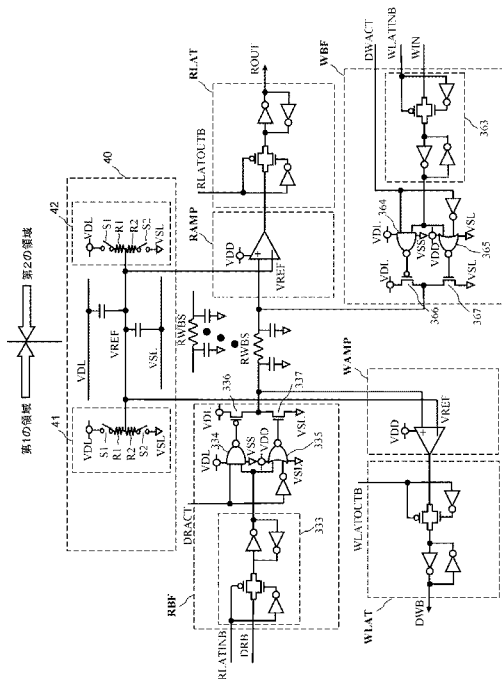 第1の領域 第2の領域
40
41
42
VDL
S1
R1
R2
S2
VSL
VDL
VREF
VSL
VDL
S1
R1
R2
S2
VSL
RWBS
RWBS
RBF
RLATINB
DRB
DRACT
333
VDL
334
VSS
VDD
335
VSL
VDL
336
337
VSL
RAMP
VDD
VREF
RLAT
RLATOUTB
ROUT
WLAT
WLATOUTB
DWB
WAMP
VDD
VREF
WBF
DWACT
WLATINB
WIN
363
VDL
364
VSS
VDD
365
VSL
VDL
366
367
VSL